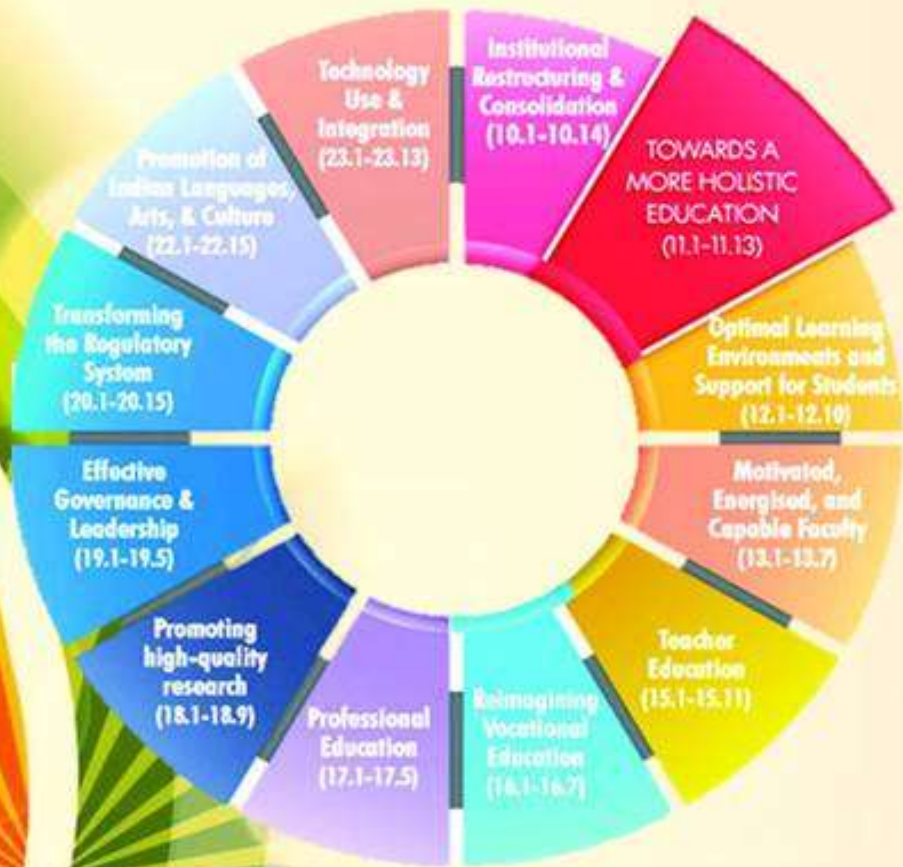 Institutional
Restructuring &
Consolidation
(10.1-10.14)
TOWARDS A
MORE HOLISTIC
EDUCATION
(11.1-11.13)
Optimal Learning
Environments and
Support for Students
(12.1-12.10)
Motivated,
Energised, and
Capable Faculty
(13.1-13.7)
Teacher
Education
(15.1-15.11)
Reimagining
Vocational
Education
(16.1-16.7)
Professional
Education
(17.1-17.5)
Promoting
high-quality
research
(18.1-18.9)
Effective
Governance &
Leadership
(19.1-19.5)
Transforming
the Regulatory
System
(20.1-20.15)
Promotion of
Indian Languages,
Arts, & Culture
(22.1-22.15)
Technology
Use &
Integration
(23.1-23.13)